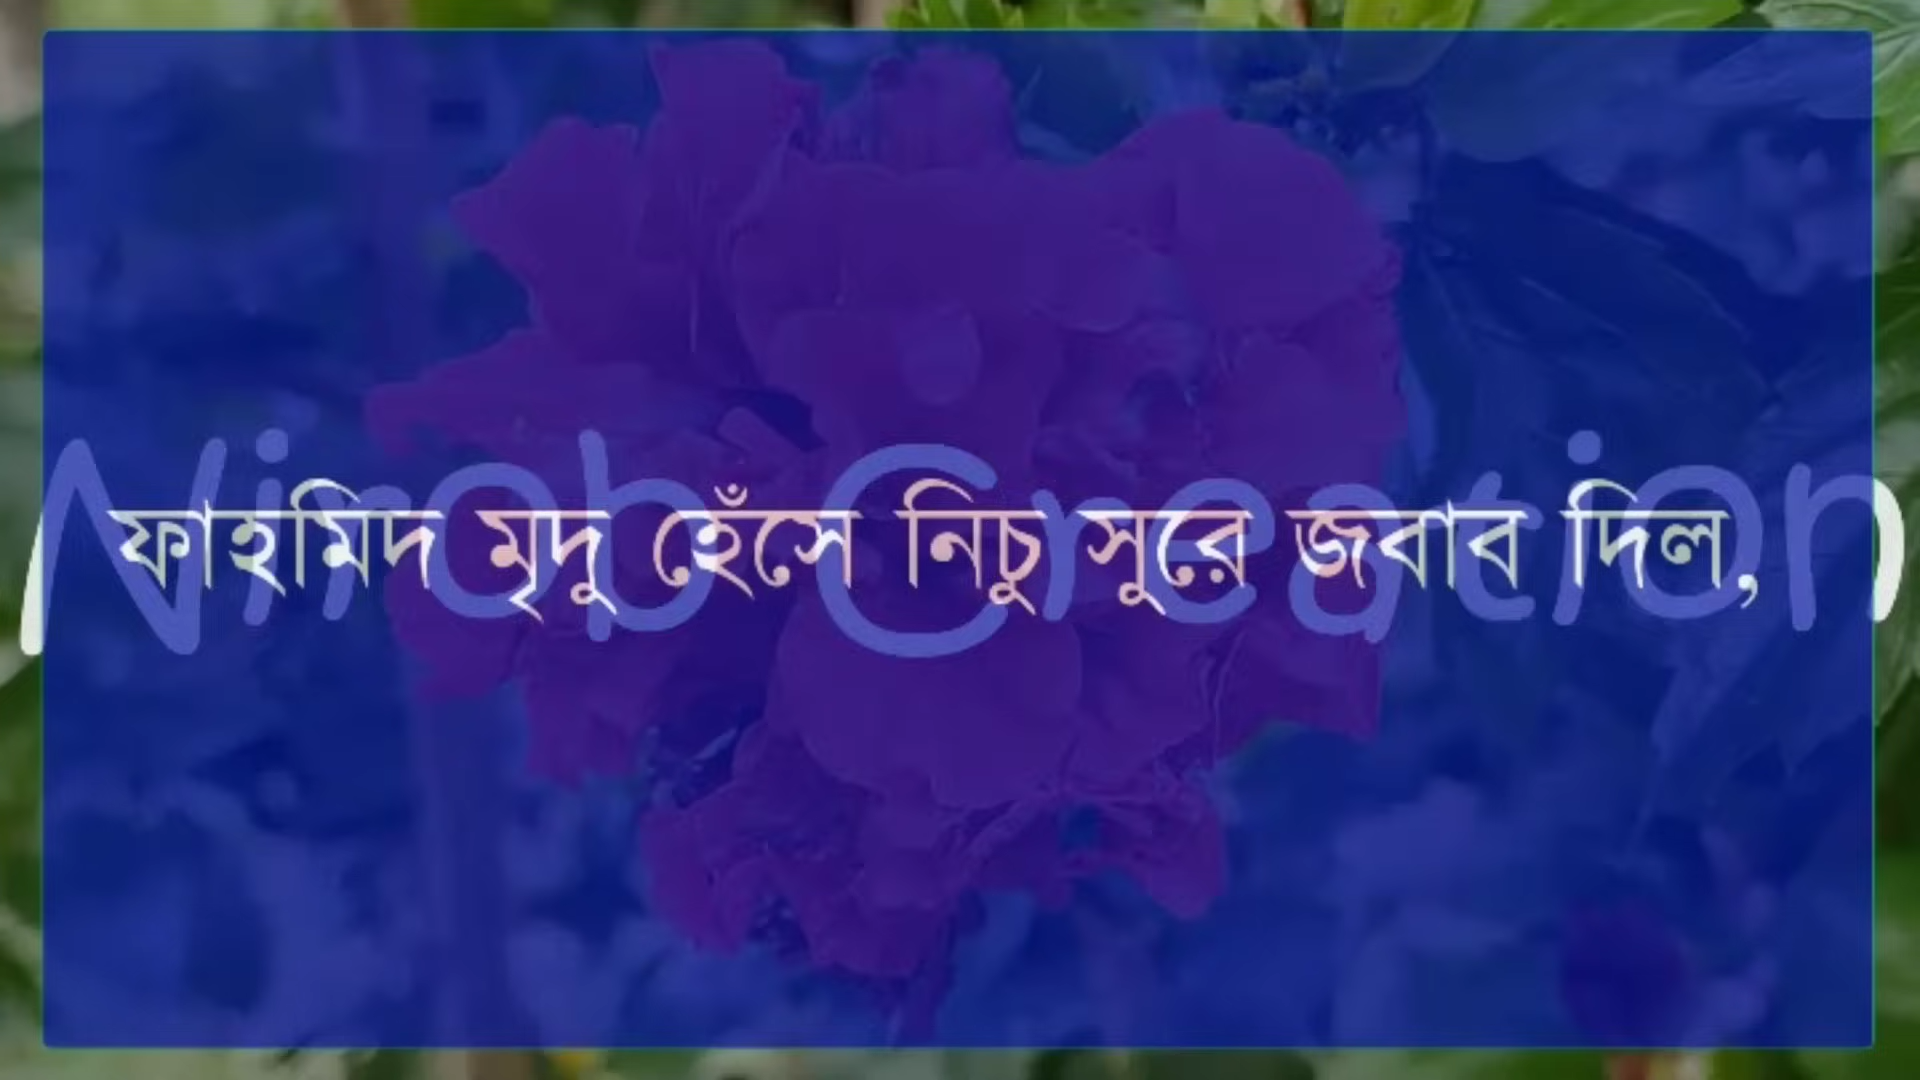 Nirob Creation
ফাহমিদ মৃদু হেঁসে নিচু সুরে জবাব দিল,